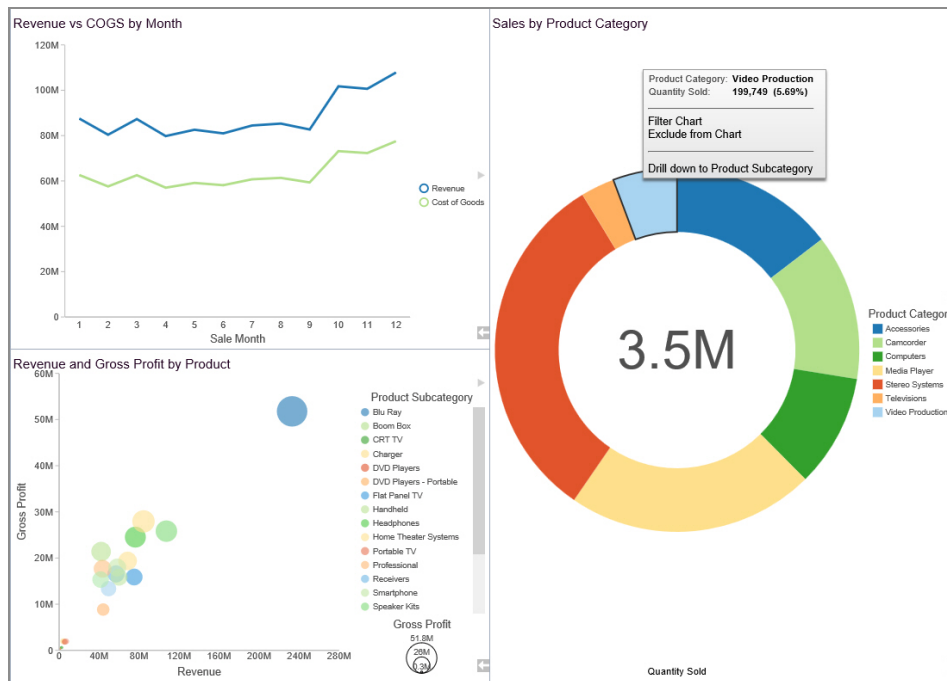 Revenue vs COGS by Month
120M
100M
80M
60M
40M
20M
0
1 2 3 4 5 6 7 8 9 10 11 12
Sale Month
Revenue
Cost of Goods
Revenue and Gross Profit by Product
60M
50M
40M
30M
20M
10M
0M
Gross Profit
0 40M 80M 120M 160M 200M 240M 280M
Revenue
Product Subcategory
Blu Ray
Boom Box
CRT TV
Charger
DVD Players
DVD Players - Portable
Flat Panel TV
Handheld
Headphones
Home Theater Systems
Portable TV
Professional
Receivers
Smartphone
Speaker Kits
Gross Profit
51.8M
26M
0.3M
Sales by Product Category
Product Category: Video Production
Quantity Sold: 199,749 (5.69%)
Filter Chart
Exclude from Chart
Drill down to Product Subcategory
3.5M
Product Categor
Accessories
Camcorder
Computers
Media Player
Stereo Systems
Televisions
Video Production
Quantity Sold